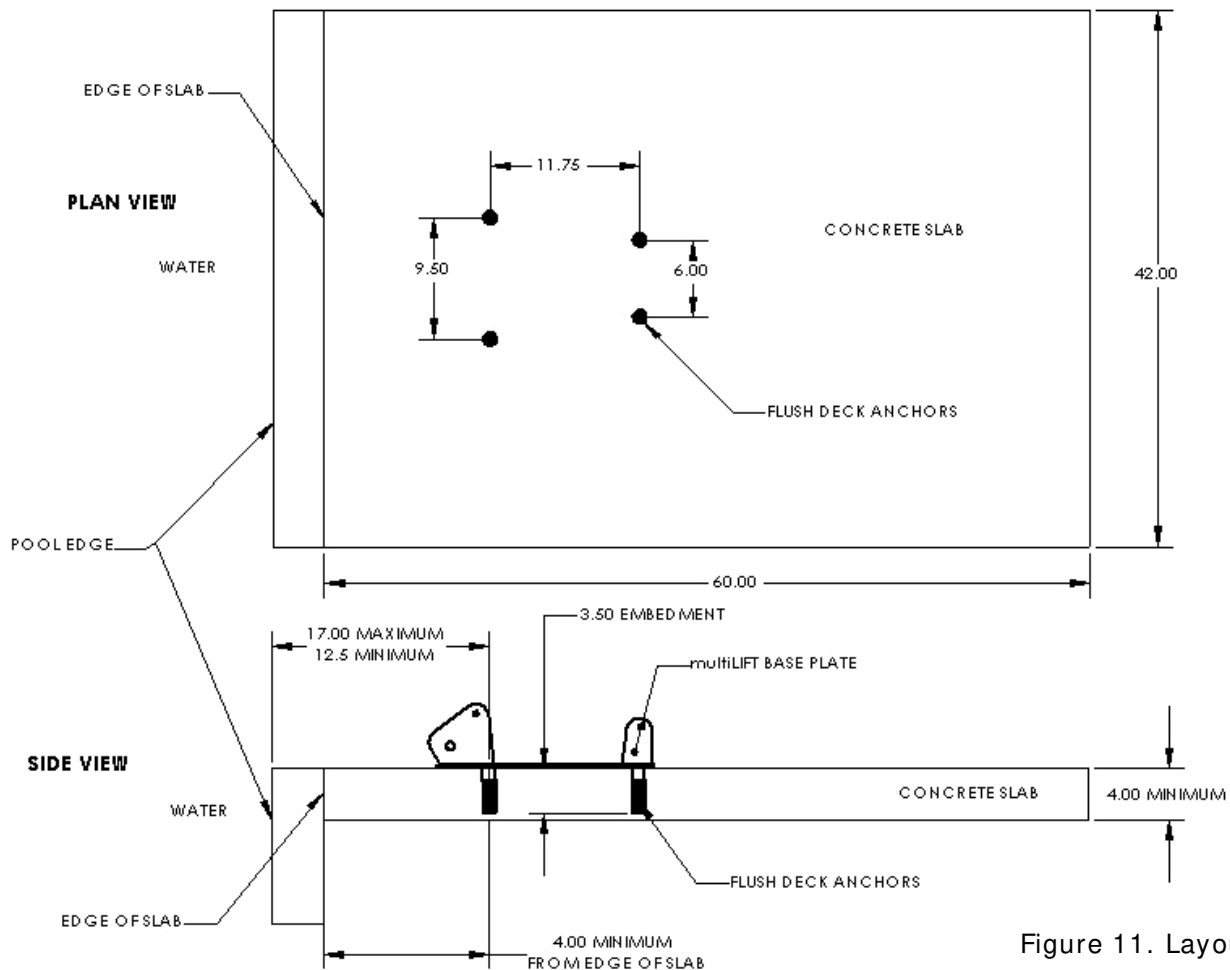 EDGE OF SLAB
11.75
PLAN VIEW
CONCRETE SLAB
WATER
9.50
6.00
42.00
FLUSH DECK ANCHORS
POOL EDGE
60.00
3.50 EMBEDMENT
17.00 MAXIMUM
12.5 MINIMUM
multiLIFT BASE PLATE
SIDE VIEW
CONCRETE SLAB
4.00 MINIMUM
WATER
FLUSH DECK ANCHORS
EDGE OF SLAB
4.00 MINIMUM
FROM EDGE OF SLAB
Figure 11. Layo